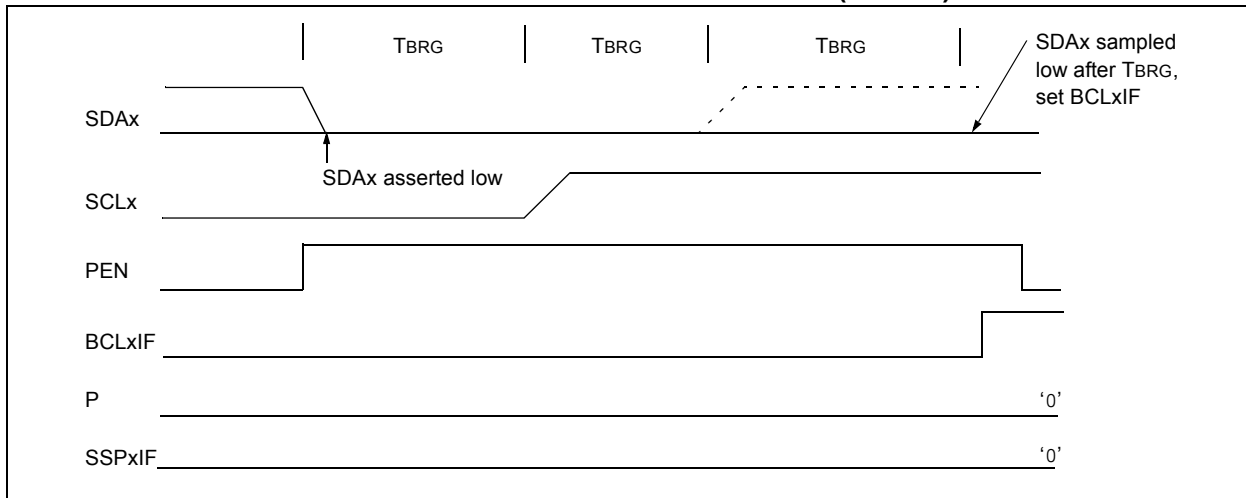 TBRG TBRG TBRG
SDAx sampled
low after TBRG,
set BCLxIF
SDAx
SDAx asserted low
SCLx
PEN
BCLxIF
P '0'
SSPxIF '0'